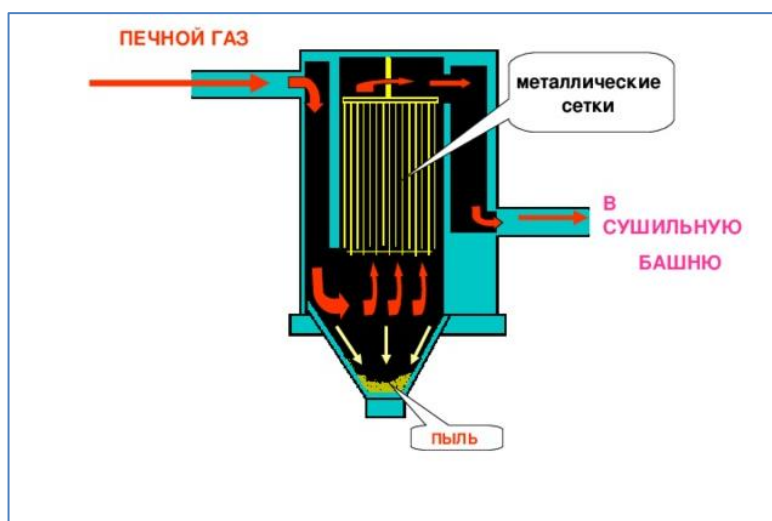 ПЕЧНОЙ ГАЗ
металлические
сетки
В
СУШИЛЬНУЮ
БАШНЮ
ПЫЛЬ